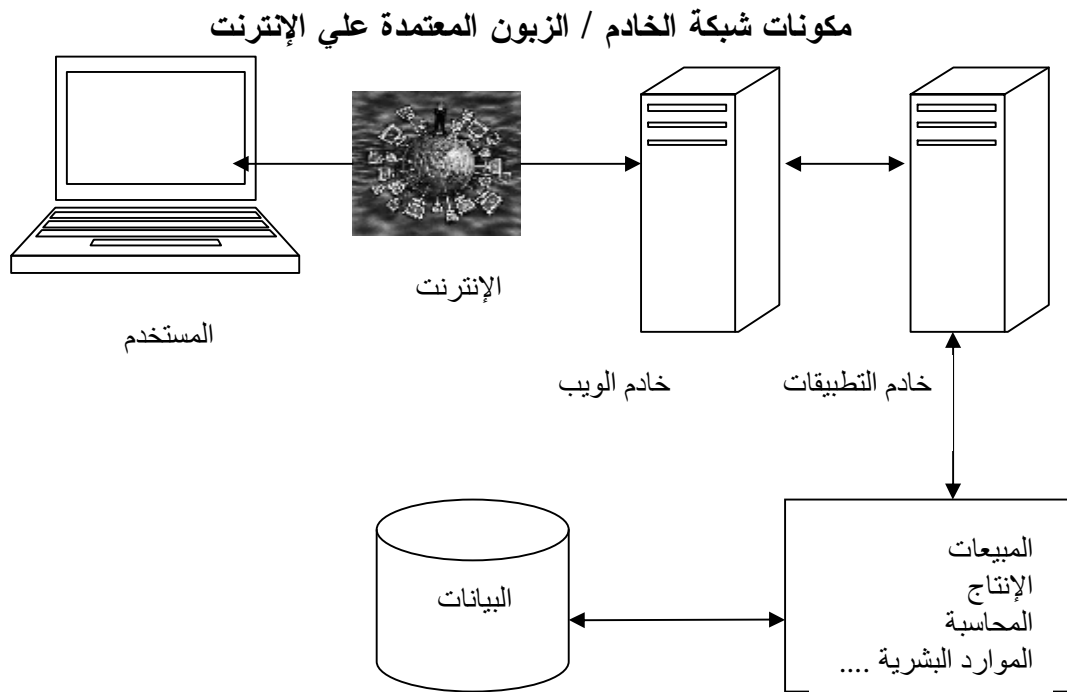 مكونات شبكة الخادم / الزبون المعتمدة علي الإنترنت
الإنترنت
المستخدم
خادم الويب
خادم التطبيقات
المبيعات
الإنتاج
المحاسبة
الموارد البشرية ....
البيانات